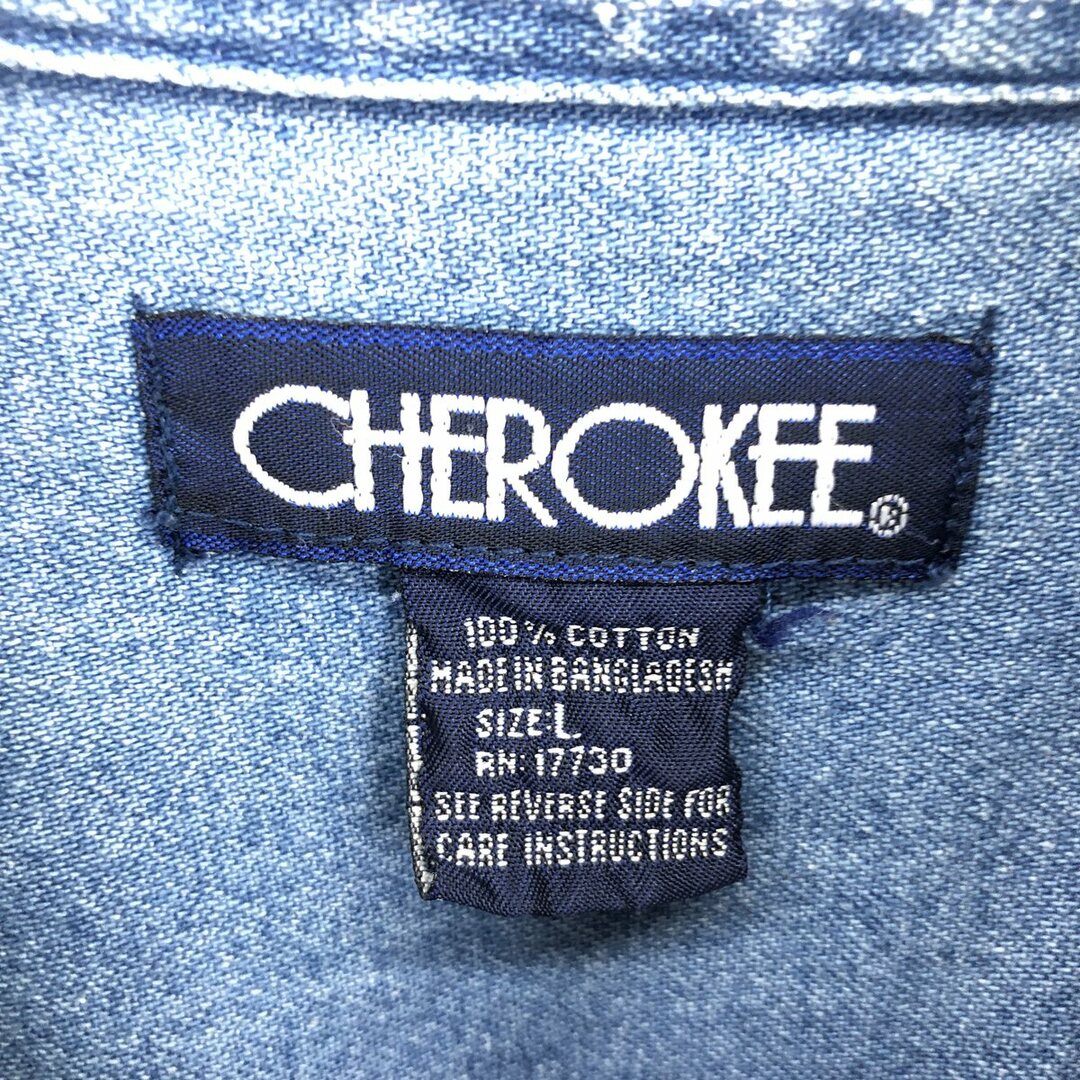 CHEROKEE®
100% COTTON
MADE IN BANGLADESH
SIZE: L
RN: 17730
SEE REVERSE SIDE FOR
CARE INSTRUCTIONS